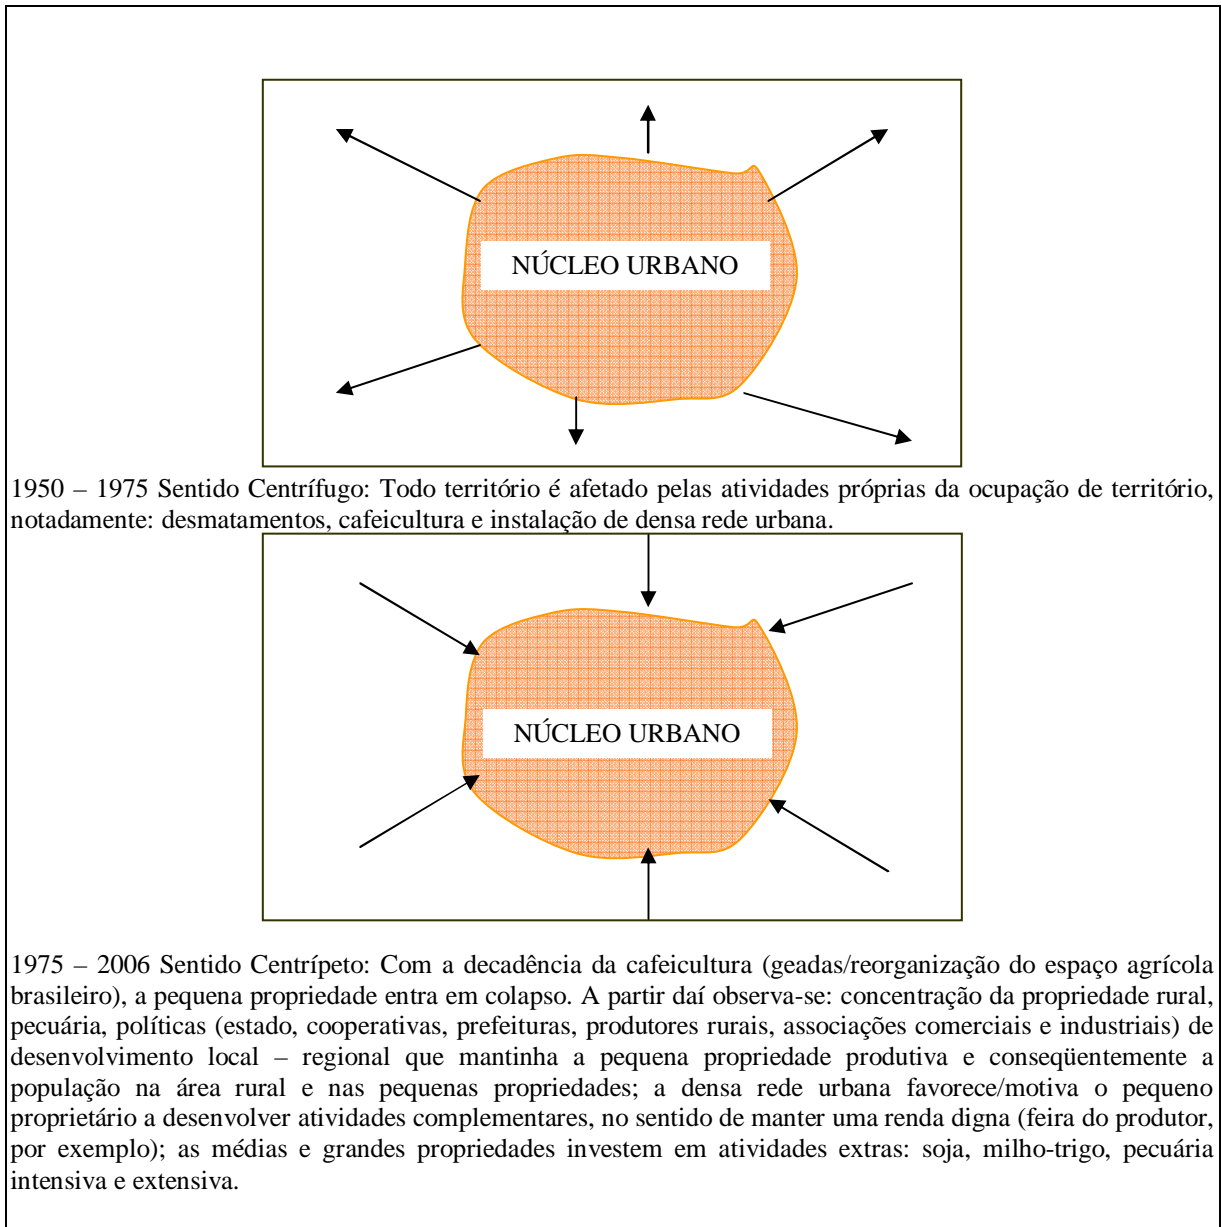 NÚCLEO URBANO
1950 – 1975 Sentido Centrífugo: Todo território é afetado pelas atividades próprias da ocupação de território,
notadamente: desmatamentos, cafeicultura e instalação de densa rede urbana.
NÚCLEO URBANO
1975 – 2006 Sentido Centrípeto: Com a decadência da cafeicultura (geadas/reorganização do espaço agrícola
brasileiro), a pequena propriedade entra em colapso. A partir daí observa-se: concentração da propriedade rural,
pecuária, políticas (estado, cooperativas, prefeituras, produtores rurais, associações comerciais e industriais) de
desenvolvimento local – regional que mantinha a pequena propriedade produtiva e conseqüentemente a
população na área rural e nas pequenas propriedades; a densa rede urbana favorece/motiva o pequeno
proprietário a desenvolver atividades complementares, no sentido de manter uma renda digna (feira do produtor,
por exemplo); as médias e grandes propriedades investem em atividades extras: soja, milho-trigo, pecuária
intensiva e extensiva.